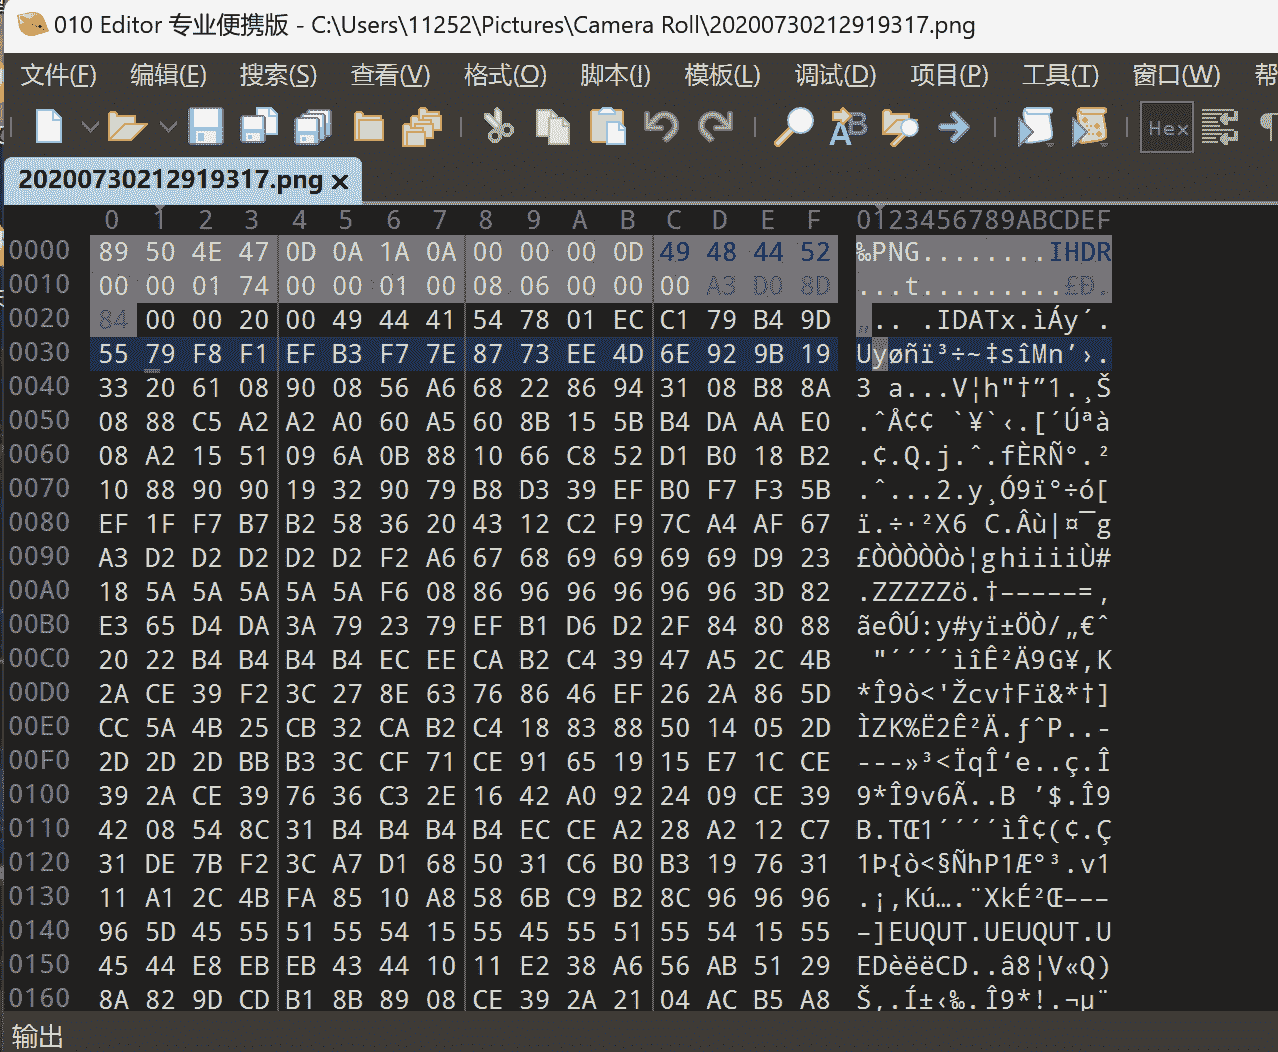 010 Editor 专业便携版 - C:\Users\11252\Pictures\Camera Roll\20200730212919317.png
文件(F) 编辑(E) 搜索(S) 查看(V) 格式(O) 脚本(I) 模板(L) 调试(D) 项目(P) 工具(T) 窗口(W) 帮
Hex
20200730212919317.png
0 1 2 3 4 5 6 7 8 9 A B C D E F 0123456789ABCDEF
0000 89 50 4E 47 0D 0A 1A 0A 00 00 00 0D 49 48 44 52 ‰PNG........IHDR
0010 00 00 01 74 00 00 01 00 08 06 00 00 00 A3 D0 8D ...t.........£Ð.
0020 84 00 00 20 00 49 44 41 54 78 01 EC C1 79 B4 9D „.. .IDATx.ìÁy´.
0030 55 79 F8 F1 EF B3 F7 7E 87 73 EE 4D 6E 92 9B 19 Uyøñï³÷~‡sîMn’›.
0040 33 20 61 08 90 08 56 A6 68 22 86 94 31 08 B8 8A 3 a...V¦h"†”1.¸Š
0050 08 88 C5 A2 A2 A0 60 A5 60 8B 15 5B B4 DA AA E0 .ˆÅ¢¢ `¥`‹.[´Úªà
0060 08 A2 15 51 09 6A 0B 88 10 66 C8 52 D1 B0 18 B2 .¢.Q.j.ˆ.fÈRÑ°.²
0070 10 88 90 90 19 32 90 79 B8 D3 39 EF B0 F7 F3 5B .ˆ...2.y¸Ó9ï°÷ó[
0080 EF 1F F7 B7 B2 58 36 20 43 12 C2 F9 7C A4 AF 67 ï.÷·²X6 C.Âù|¤¯g
0090 A3 D2 D2 D2 D2 D2 F2 A6 67 68 69 69 69 69 D9 23 £ÒÒÒÒÒò¦ghiiiiÙ#
00A0 18 5A 5A 5A 5A 5A F6 08 86 96 96 96 96 96 3D 82 .ZZZZZö.†–––––=‚
00B0 E3 65 D4 DA 3A 79 23 79 EF B1 D6 D2 2F 84 80 88 ãeÔÚ:y#yï±ÖÒ/„€ˆ
00C0 20 22 B4 B4 B4 B4 EC EE CA B2 C4 39 47 A5 2C 4B "´´´´ìîÊ²Ä9G¥,K
00D0 2A CE 39 F2 3C 27 8E 63 76 86 46 EF 26 2A 86 5D *Î9ò<'Žcv†Fï&*†]
00E0 CC 5A 4B 25 CB 32 CA B2 C4 18 83 88 50 14 05 2D ÌZK%Ë2Ê²Ä.ƒˆP..-
00F0 2D 2D 2D BB B3 3C CF 71 CE 91 65 19 15 E7 1C CE ---»³<ÏqÎ‘e..ç.Î
0100 39 2A CE 39 76 36 C3 2E 16 42 A0 92 24 09 CE 39 9*Î9v6Ã..B ’$.Î9
0110 42 08 54 8C 31 B4 B4 B4 B4 EC CE A2 28 A2 12 C7 B.TŒ1´´´´ìÎ¢(¢.Ç
0120 31 DE 7B F2 3C A7 D1 68 50 31 C6 B0 B3 19 76 31 1Þ{ò<§ÑhP1Æ°³.v1
0130 11 A1 2C 4B FA 85 10 A8 58 6B C9 B2 8C 96 96 96 .¡,Kú….¨XkÉ²Œ–––
0140 96 5D 45 55 51 55 54 15 55 45 55 51 55 54 15 55 –]EUQUT.UEUQUT.U
0150 45 44 E8 EB EB 43 44 10 11 E2 38 A6 56 AB 51 29 EDèëëCD..â8¦V«Q)
0160 8A 82 9D CD B1 8B 89 08 CE 39 2A 21 04 AC B5 A8 Š‚.Í±‹‰.Î9*!.¬µ¨
输出